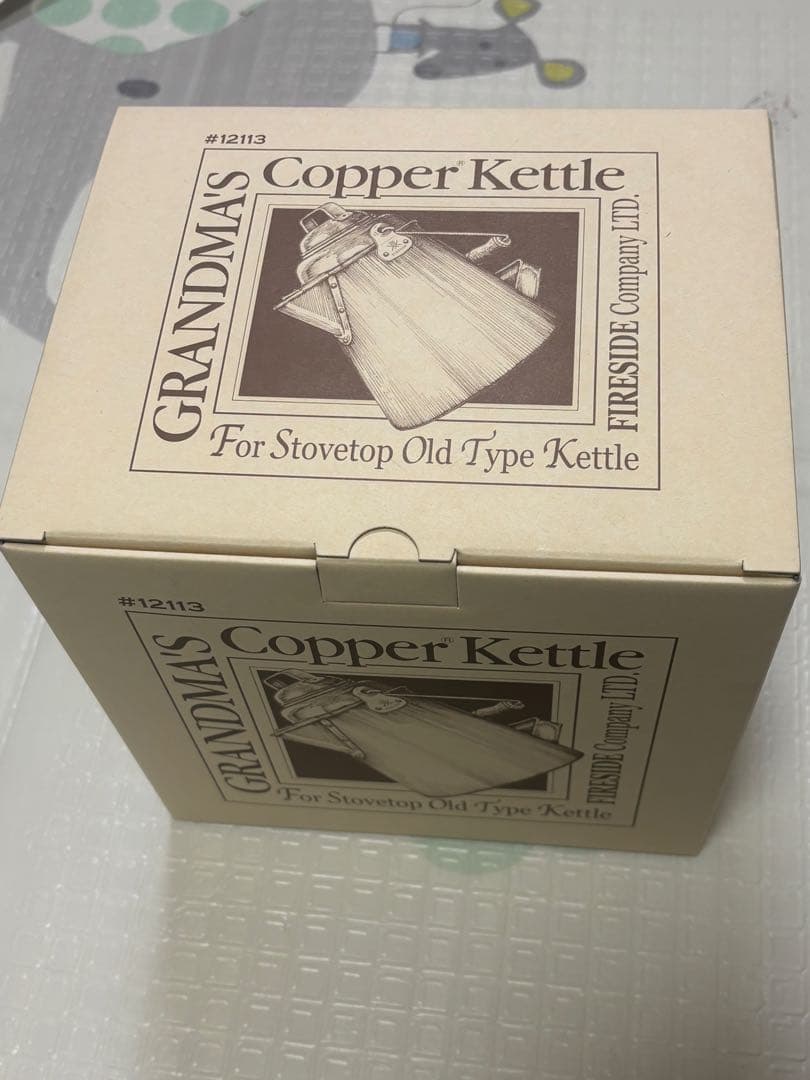 #12113
Copper® Kettle
GRANDMA'S
FIRESIDE Company LTD.
For Stovetop Old Type Kettle
#12113
Copper® Kettle
GRANDMA'S
FIRESIDE Company LTD.
For Stovetop Old Type Kettle